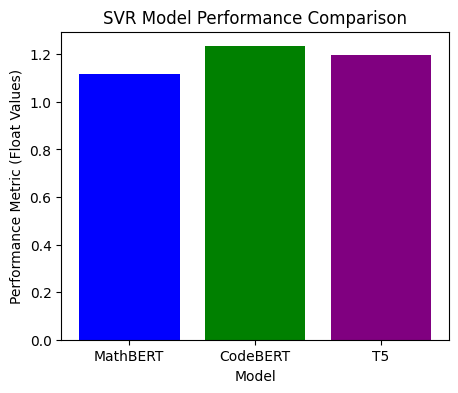 SVR Model Performance Comparison
Performance Metric (Float Values)
1.2
1.0
0.8
0.6
0.4
0.2
0.0
MathBERT CodeBERT T5
Model